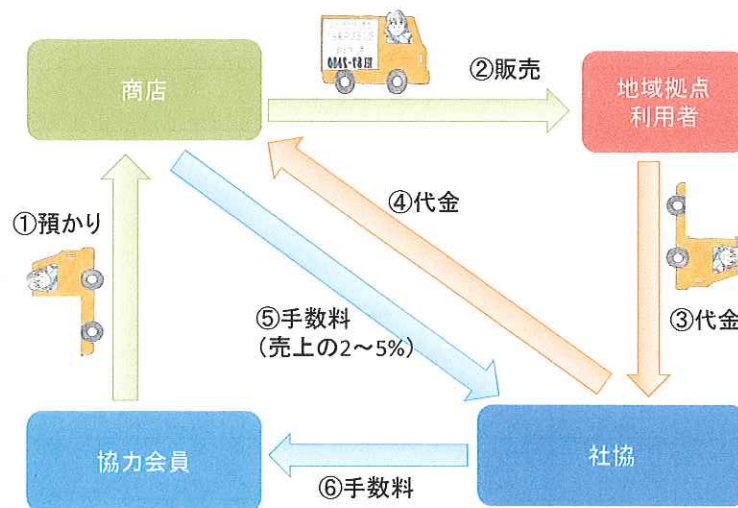 商店
②販売
地域拠点
利用者
①預かり
④代金
⑤手数料
(売上の2～5%)
③代金
協力会員
⑥手数料
社協